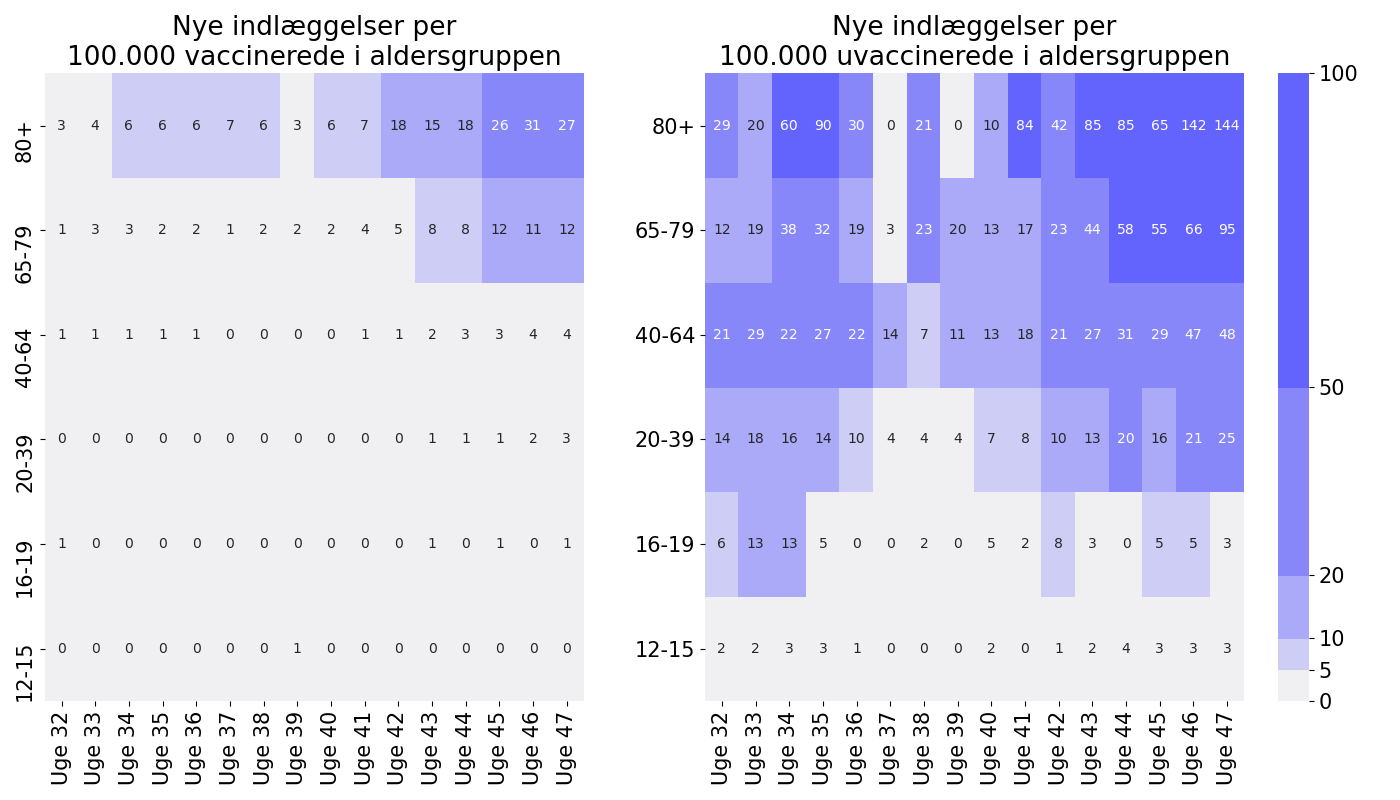 Nye indlæggelser per
100.000 vaccinerede i aldersgruppen
80+ 3 4 6 6 6 7 6 3 6 7 18 15 18 26 31 27
65-79 1 3 3 2 2 1 2 2 2 4 5 8 8 12 11 12
40-64 1 1 1 1 1 0 0 0 0 1 1 2 3 3 4 4
20-39 0 0 0 0 0 0 0 0 0 0 0 1 1 1 2 3
16-19 1 0 0 0 0 0 0 0 0 0 0 1 0 1 0 1
12-15 0 0 0 0 0 0 0 1 0 0 0 0 0 0 0 0
Uge 32 Uge 33 Uge 34 Uge 35 Uge 36 Uge 37 Uge 38 Uge 39 Uge 40 Uge 41 Uge 42 Uge 43 Uge 44 Uge 45 Uge 46 Uge 47
Nye indlæggelser per
100.000 uvaccinerede i aldersgruppen
80+ 29 20 60 90 30 0 21 0 10 84 42 85 85 65 142 144
65-79 12 19 38 32 19 3 23 20 13 17 23 44 58 55 66 95
40-64 21 29 22 27 22 14 7 11 13 18 21 27 31 29 47 48
20-39 14 18 16 14 10 4 4 4 7 8 10 13 20 16 21 25
16-19 6 13 13 5 0 0 2 0 5 2 8 3 0 5 5 3
12-15 2 2 3 3 1 0 0 0 2 0 1 2 4 3 3 3
Uge 32 Uge 33 Uge 34 Uge 35 Uge 36 Uge 37 Uge 38 Uge 39 Uge 40 Uge 41 Uge 42 Uge 43 Uge 44 Uge 45 Uge 46 Uge 47
100
50
20
10
5
0